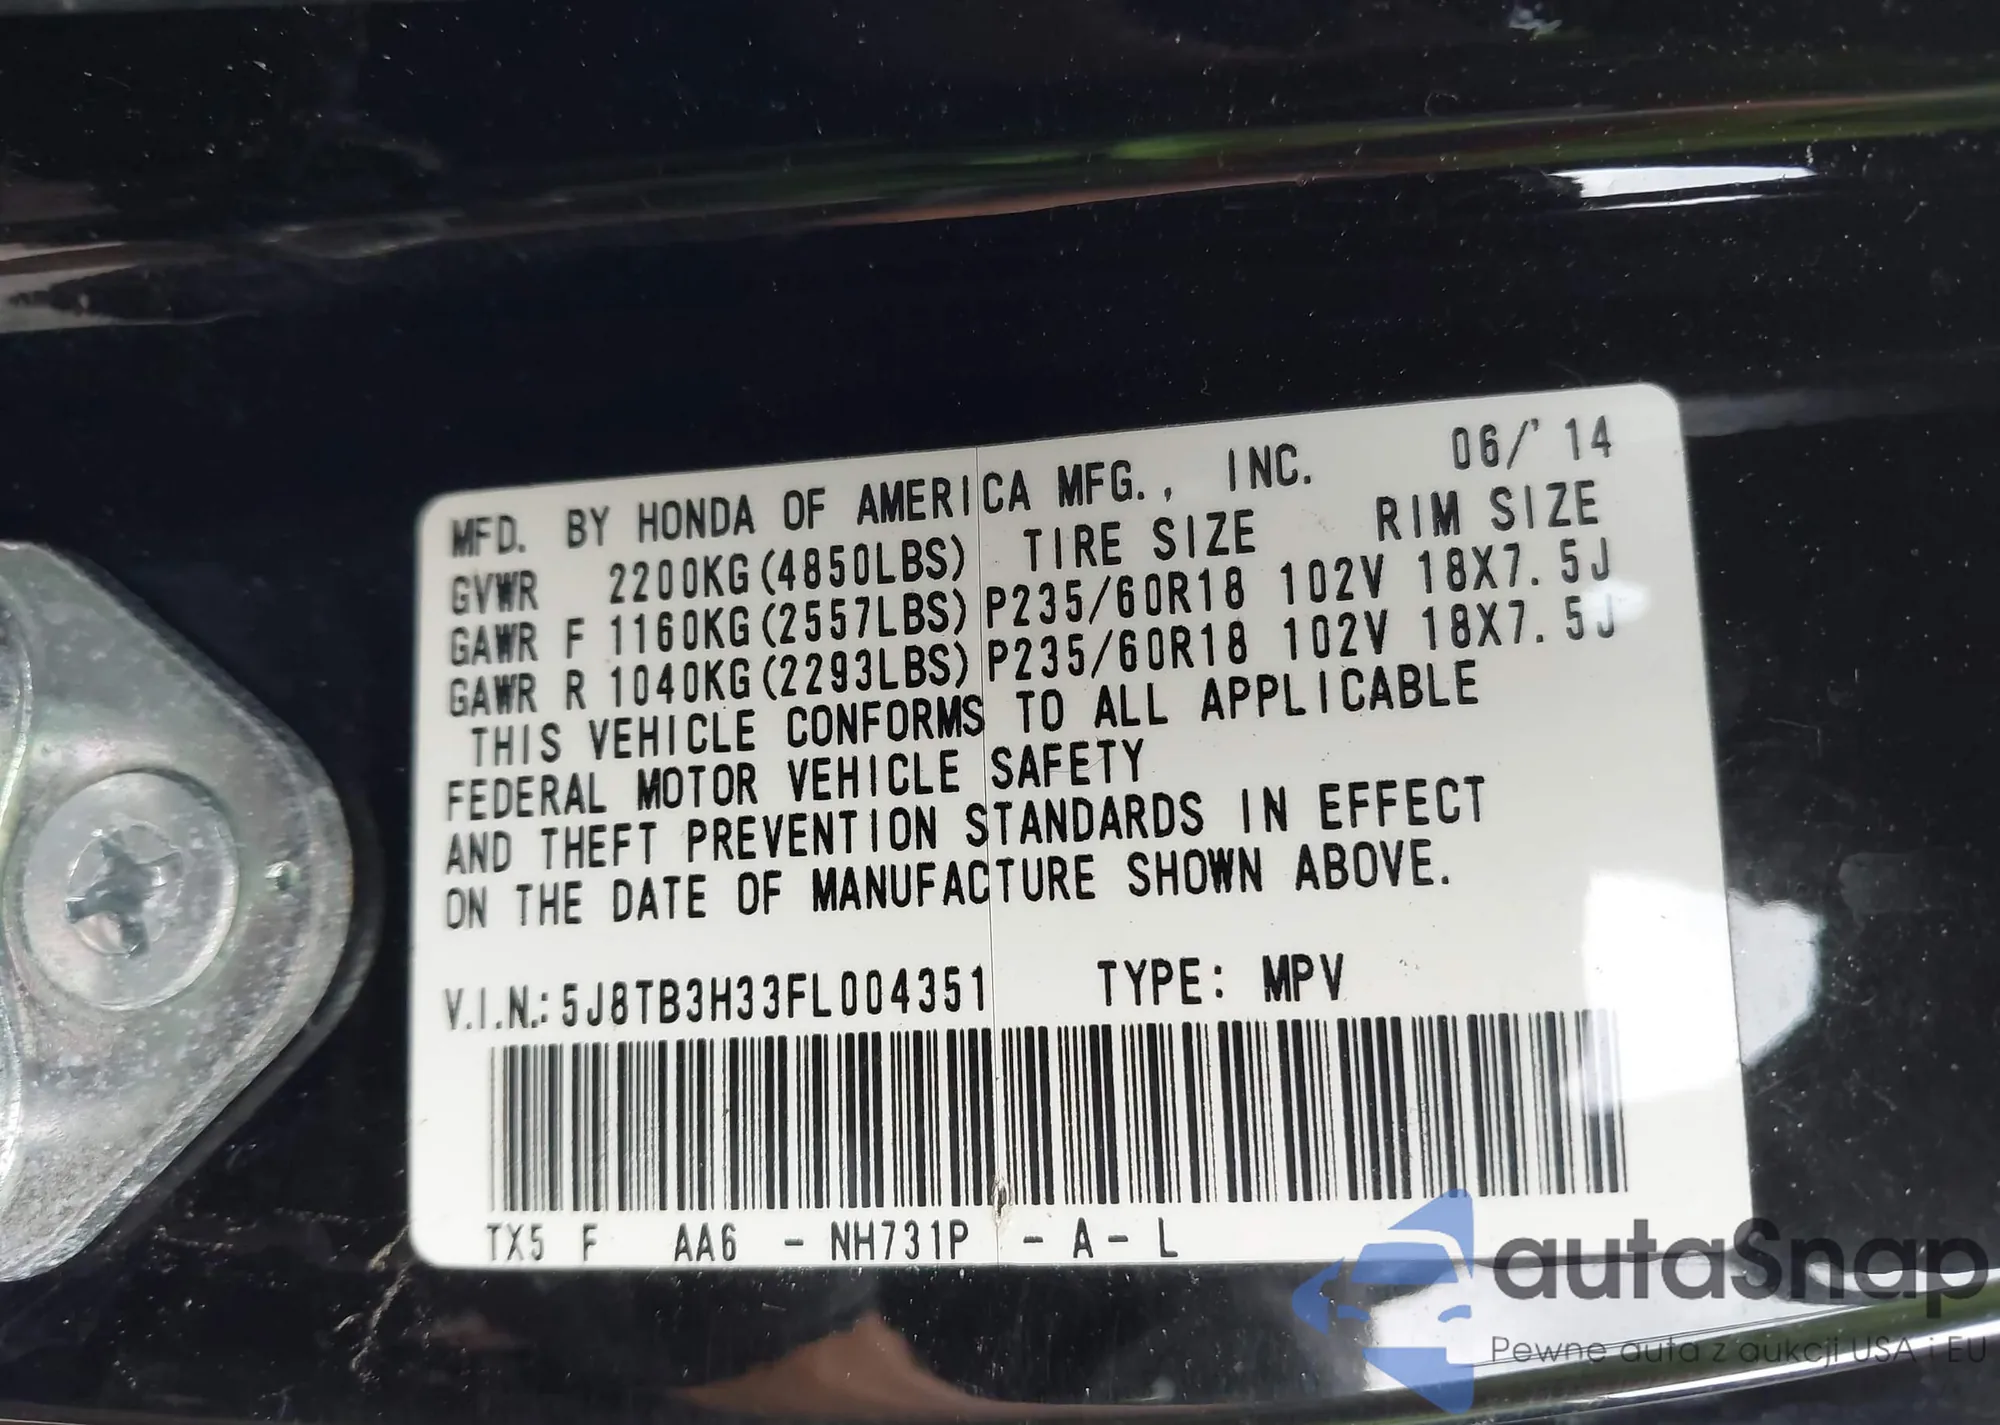 MFD. BY HONDA OF AMERICA MFG., INC. 06/'14
GVWR 2200KG(4850LBS) TIRE SIZE RIM SIZE
GAWR F 1160KG(2557LBS) P235/60R18 102V 18X7.5J
GAWR R 1040KG(2293LBS) P235/60R18 102V 18X7.5J
THIS VEHICLE CONFORMS TO ALL APPLICABLE
FEDERAL MOTOR VEHICLE SAFETY
AND THEFT PREVENTION STANDARDS IN EFFECT
ON THE DATE OF MANUFACTURE SHOWN ABOVE.
V.I.N.: 5J8TB3H33FL004351 TYPE: MPV
TX5 F AA6 - NH731P - A - L
autaSnap
Pewne auta z aukcji USA i EU